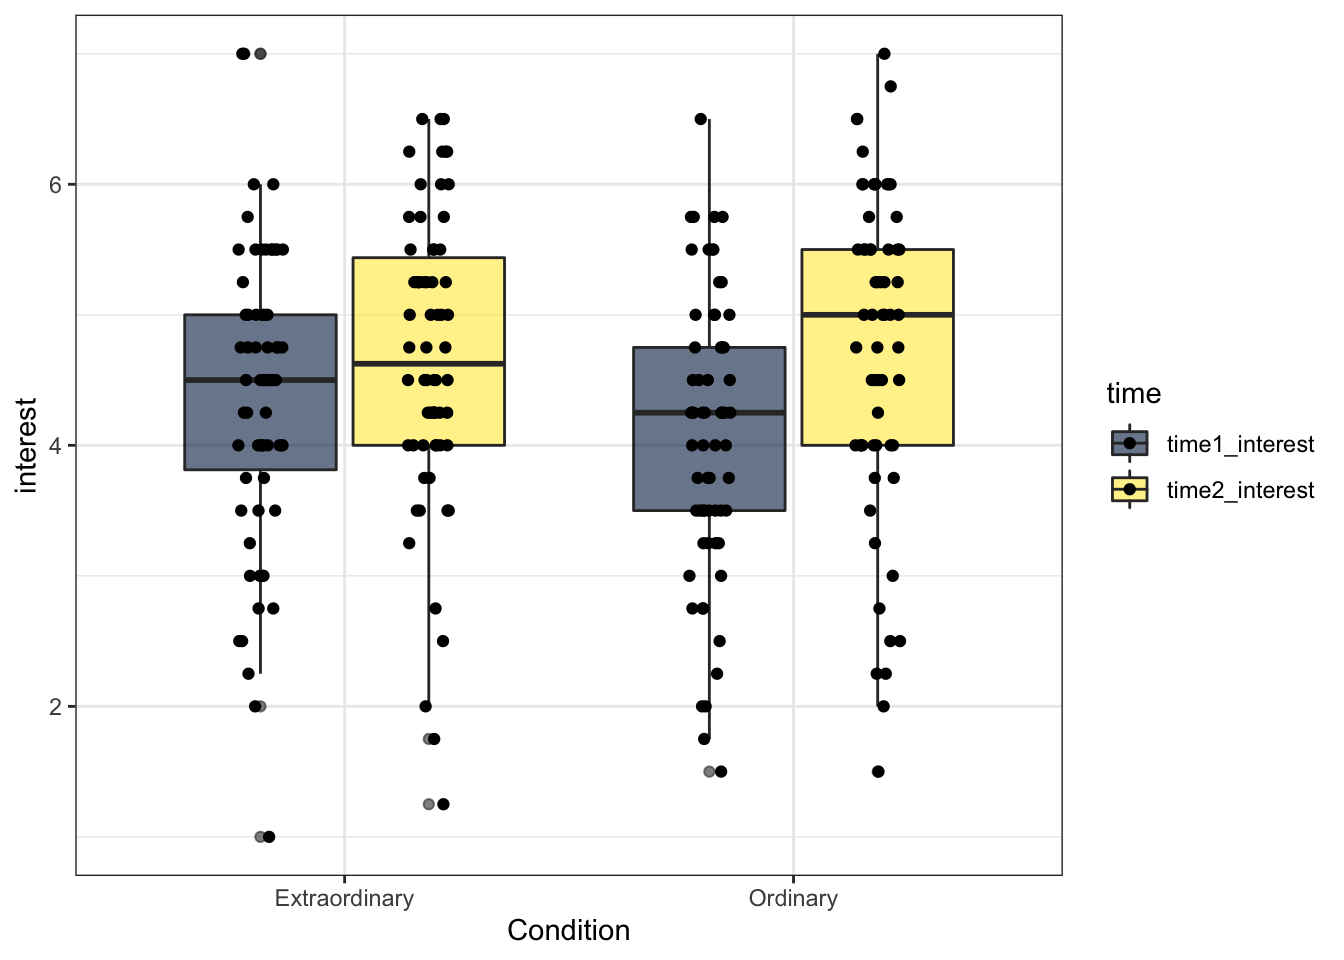 interest
6
4
2
Extraordinary
Ordinary
Condition
time
time1_interest
time2_interest